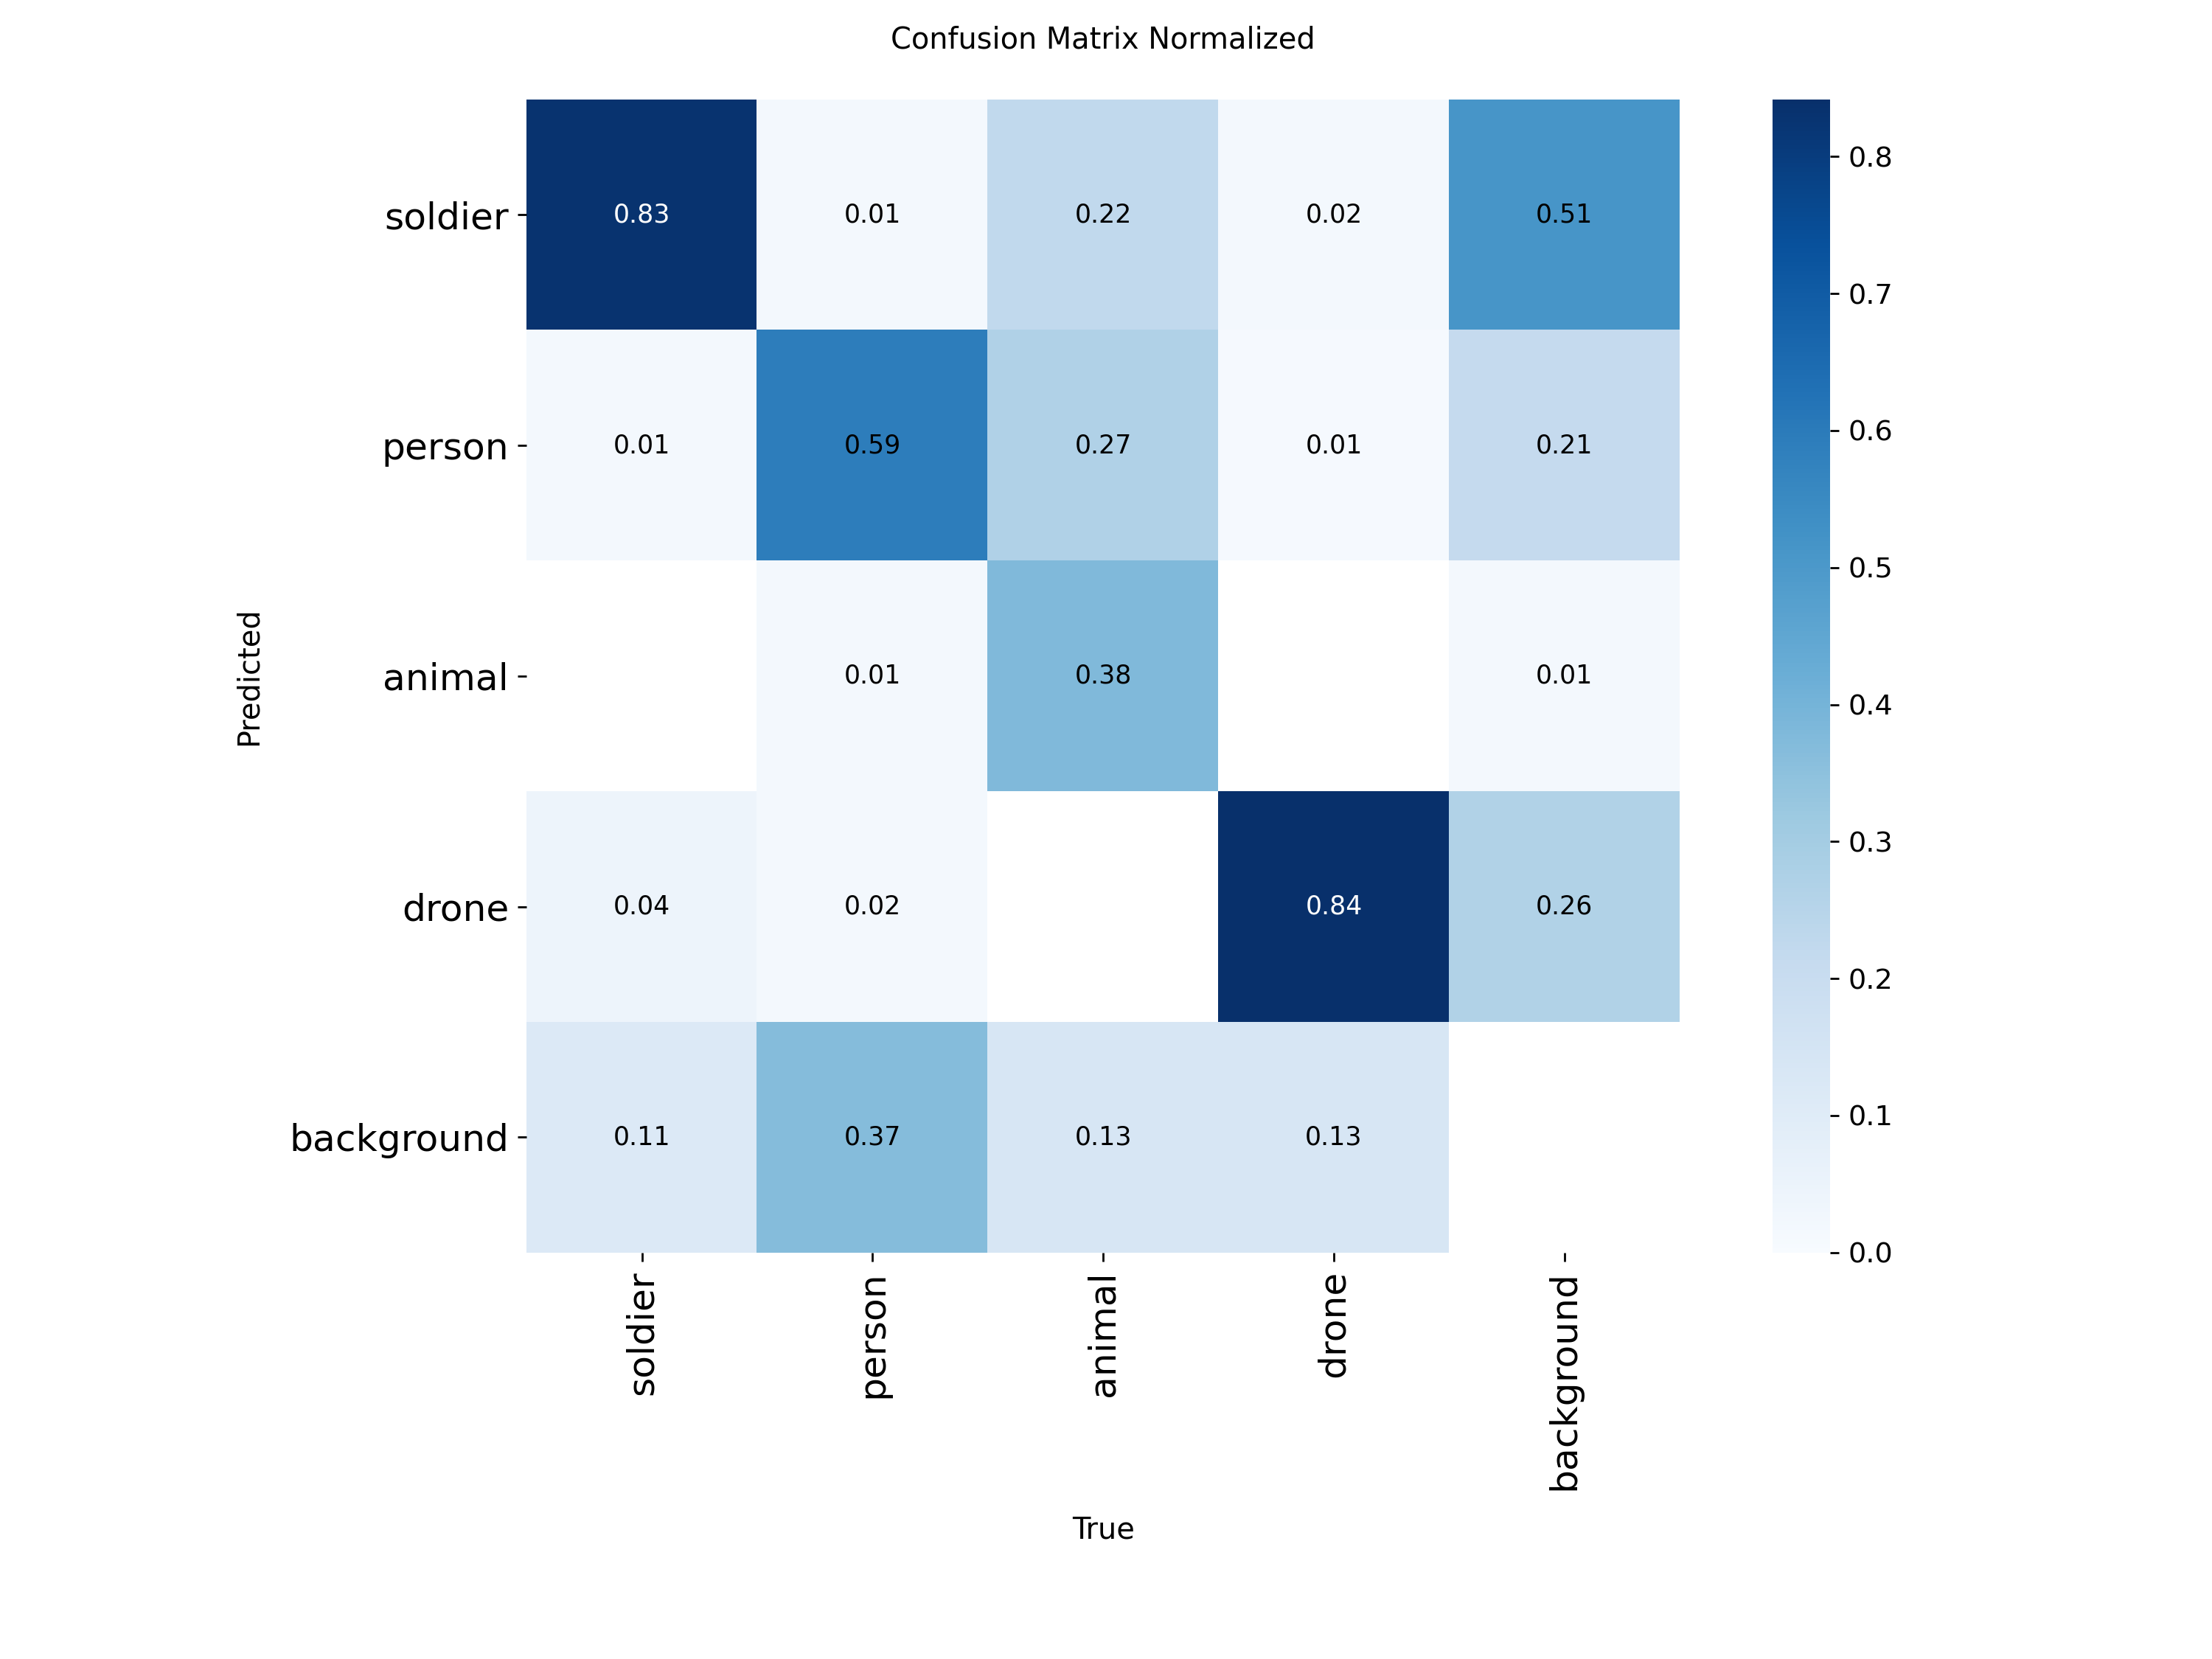 Confusion Matrix Normalized
soldier
0.83
0.01
0.22
0.02
0.51
person
0.01
0.59
0.27
0.01
0.21
animal
0.01
0.38
0.01
drone
0.04
0.02
0.84
0.26
background
0.11
0.37
0.13
0.13
Predicted
soldier
person
animal
drone
background
True
0.8
0.7
0.6
0.5
0.4
0.3
0.2
0.1
0.0